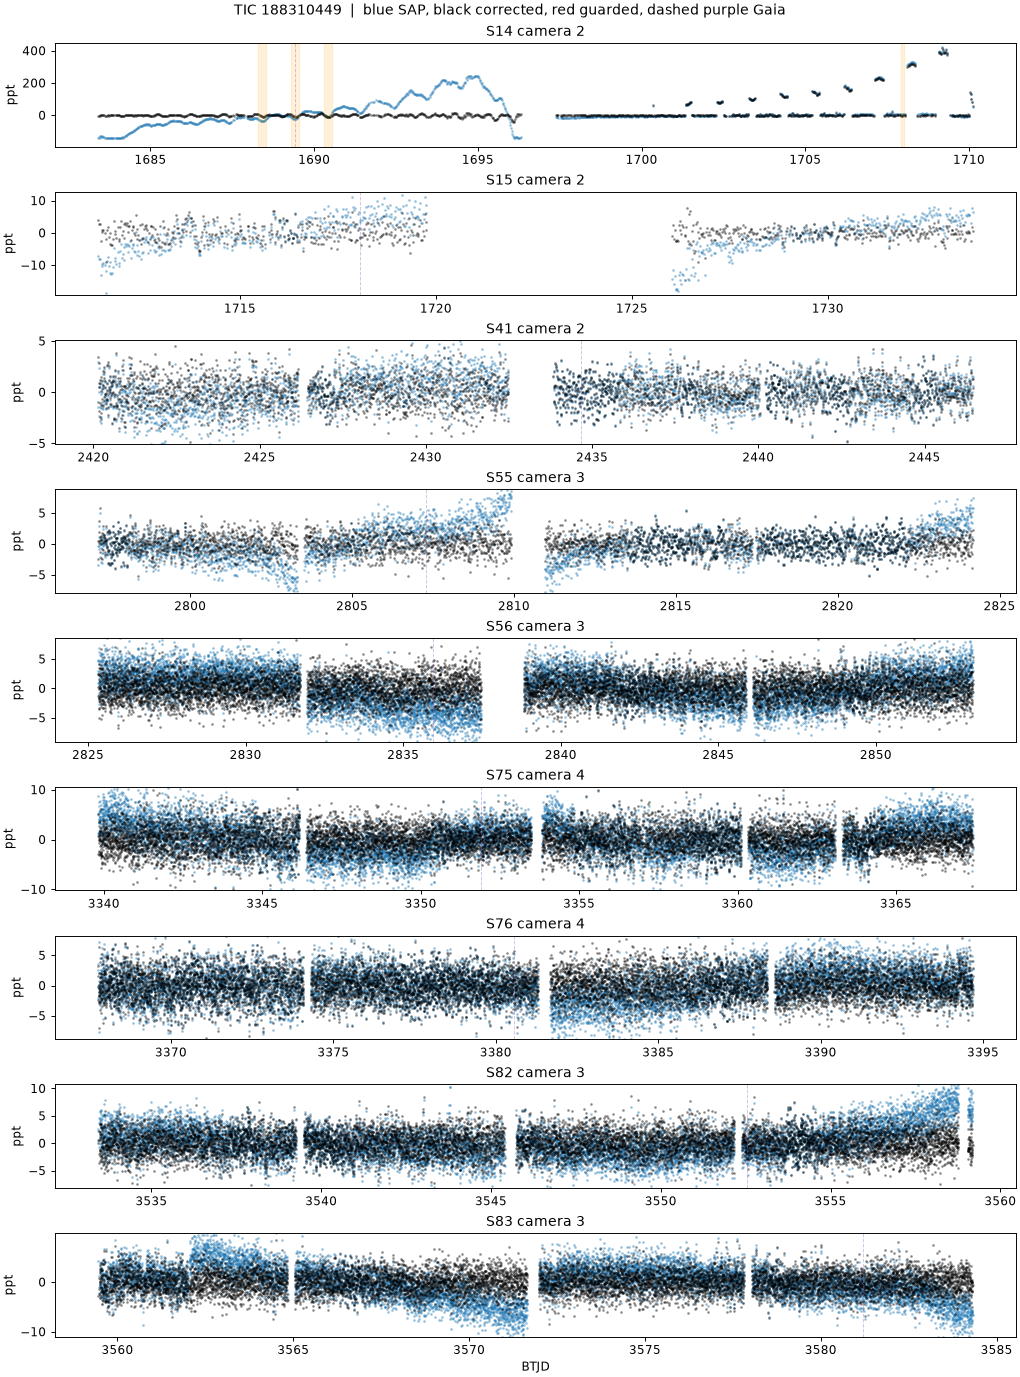 TIC 188310449 | blue SAP, black corrected, red guarded, dashed purple Gaia
S14 camera 2
400
200
0
ppt
1685 1690 1695 1700 1705 1710
S15 camera 2
10
0
−10
ppt
1715 1720 1725 1730
S41 camera 2
5
0
−5
ppt
2420 2425 2430 2435 2440 2445
S55 camera 3
5
0
−5
ppt
2800 2805 2810 2815 2820 2825
S56 camera 3
5
0
−5
ppt
2825 2830 2835 2840 2845 2850
S75 camera 4
10
0
−10
ppt
3340 3345 3350 3355 3360 3365
S76 camera 4
5
0
−5
ppt
3370 3375 3380 3385 3390 3395
S82 camera 3
10
5
0
−5
ppt
3535 3540 3545 3550 3555 3560
S83 camera 3
0
−10
ppt
3560 3565 3570 3575 3580 3585
BTJD